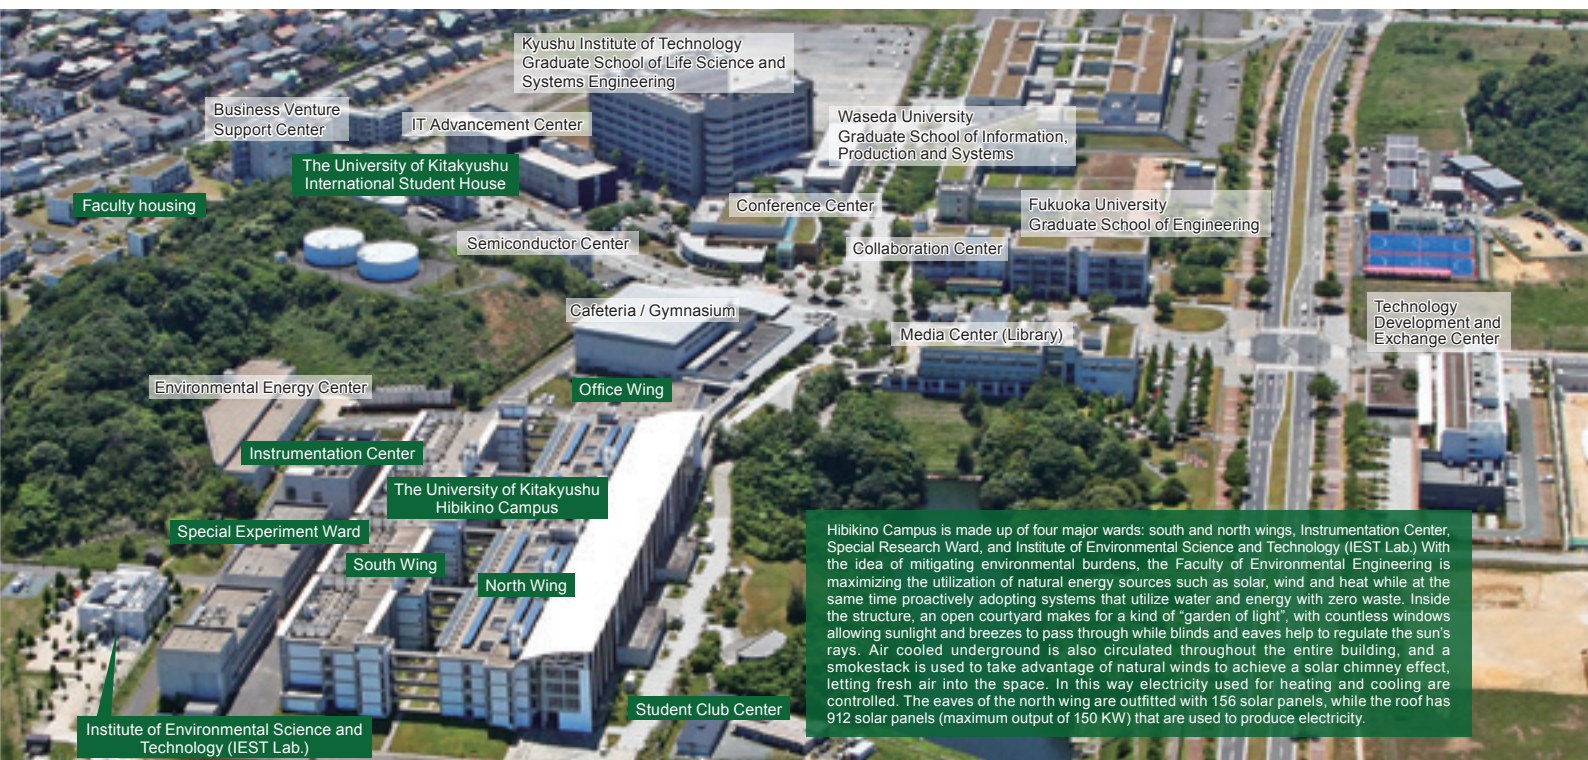 Kyushu Institute of Technology
Graduate School of Life Science and
Systems Engineering
Business Venture
Support Center
IT Advancement Center
Waseda University
Graduate School of Information,
Production and Systems
The University of Kitakyushu
International Student House
Faculty housing
Conference Center
Fukuoka University
Graduate School of Engineering
Semiconductor Center
Collaboration Center
Cafeteria / Gymnasium
Technology
Development and
Exchange Center
Media Center (Library)
Environmental Energy Center
Office Wing
Instrumentation Center
The University of Kitakyushu
Hibikino Campus
Special Experiment Ward
South Wing
North Wing
Hibikino Campus is made up of four major wards: south and north wings, Instrumentation Center,
Special Research Ward, and Institute of Environmental Science and Technology (IEST Lab.) With
the idea of mitigating environmental burdens, the Faculty of Environmental Engineering is
maximizing the utilization of natural energy sources such as solar, wind and heat while at the
same time proactively adopting systems that utilize water and energy with zero waste. Inside
the structure, an open courtyard makes for a kind of “garden of light”, with countless windows
allowing sunlight and breezes to pass through while blinds and eaves help to regulate the sun’s
rays. Air cooled underground is also circulated throughout the entire building, and a
smokestack is used to take advantage of natural winds to achieve a solar chimney effect,
letting fresh air into the space. In this way electricity used for heating and cooling are
controlled. The eaves of the north wing are outfitted with 156 solar panels, while the roof has
912 solar panels (maximum output of 150 KW) that are used to produce electricity.
Student Club Center
Institute of Environmental Science and
Technology (IEST Lab.)